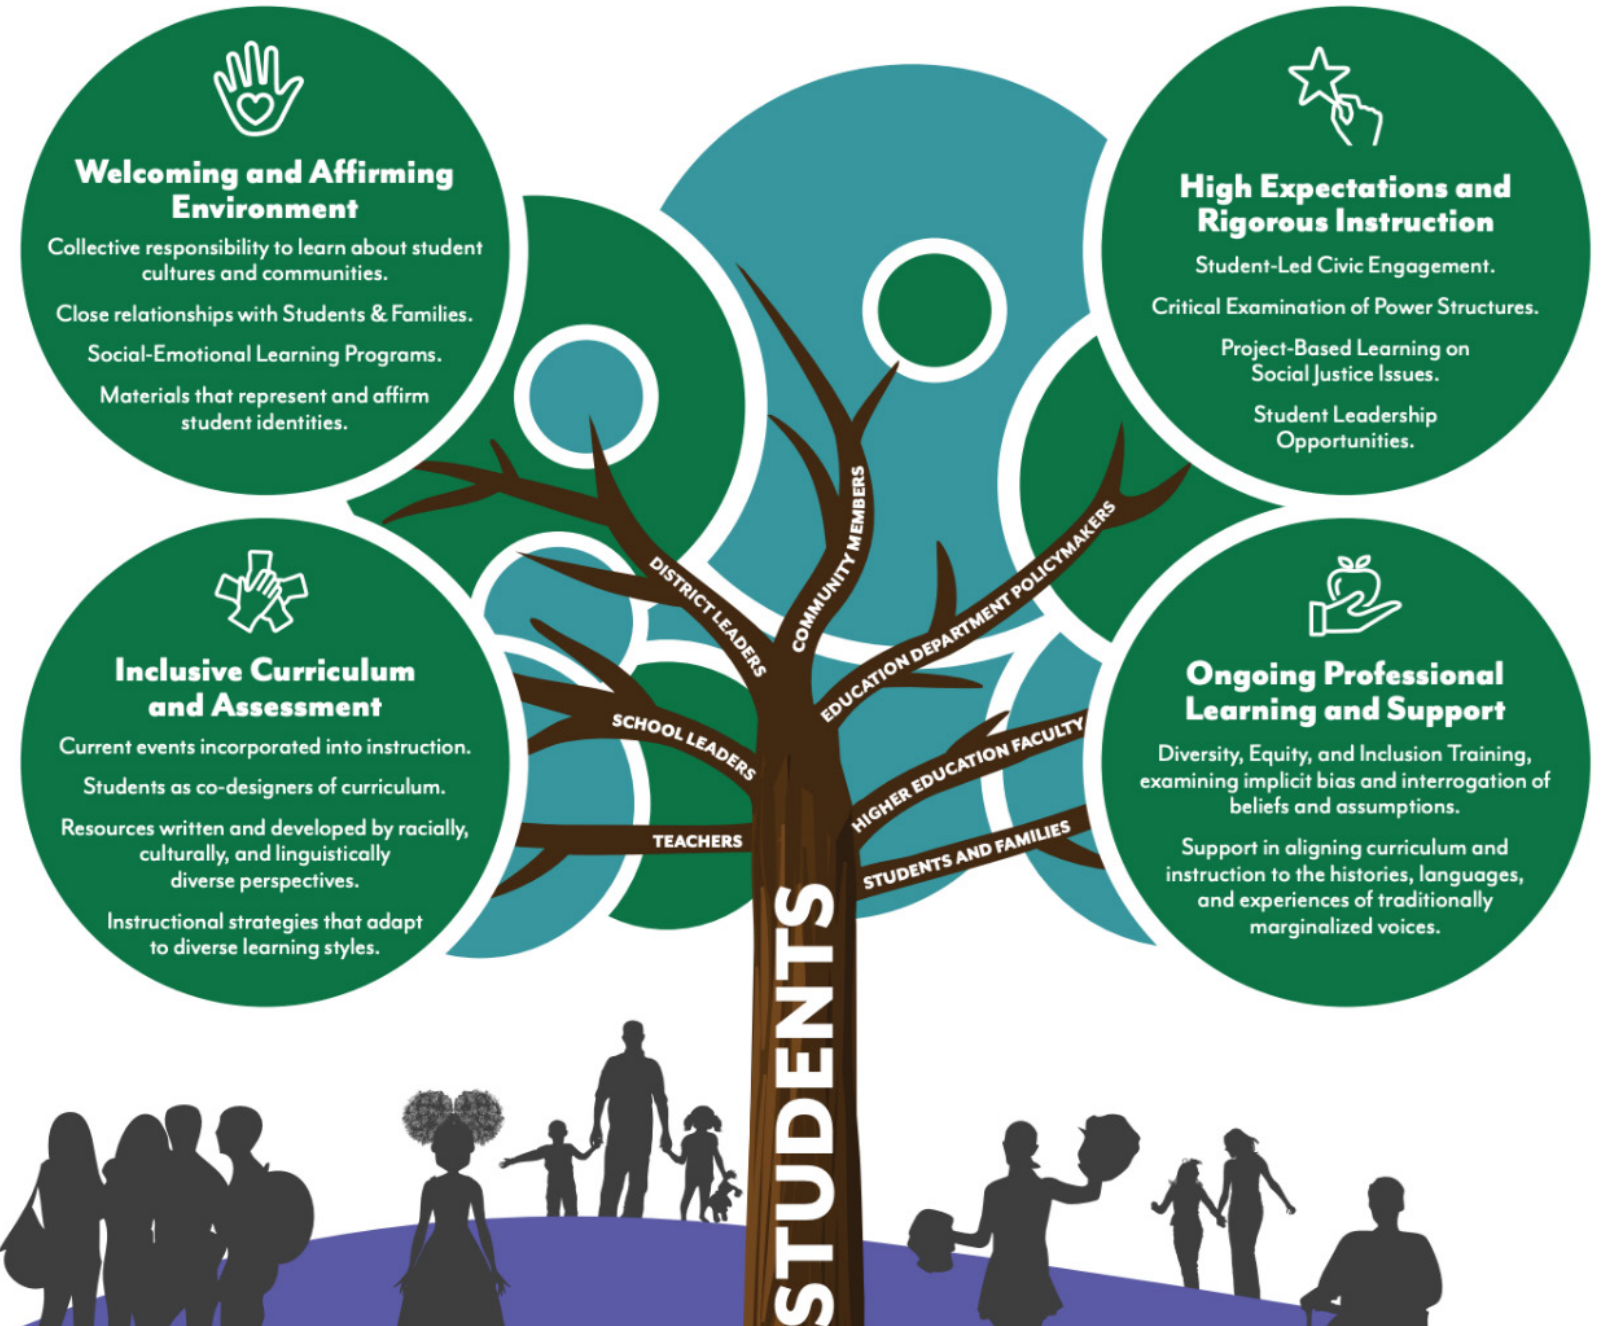 Welcoming and Affirming
Environment
Collective responsibility to learn about student
cultures and communities.
Close relationships with Students & Families.
Social-Emotional Learning Programs.
Materials that represent and affirm
student identities.
High Expectations and
Rigorous Instruction
Student-Led Civic Engagement.
Critical Examination of Power Structures.
Project-Based Learning on
Social Justice Issues.
Student Leadership
Opportunities.
Inclusive Curriculum
and Assessment
Current events incorporated into instruction.
Students as co-designers of curriculum.
Resources written and developed by racially,
culturally, and linguistically
diverse perspectives.
Instructional strategies that adapt
to diverse learning styles.
Ongoing Professional
Learning and Support
Diversity, Equity, and Inclusion Training,
examining implicit bias and interrogation of
beliefs and assumptions.
Support in aligning curriculum and
instruction to the histories, languages,
and experiences of traditionally
marginalized voices.
DISTRICT LEADERS
COMMUNITY MEMBERS
EDUCATION DEPARTMENT POLICYMAKERS
SCHOOL LEADERS
HIGHER EDUCATION FACULTY
TEACHERS
STUDENTS AND FAMILIES
STUDENTS